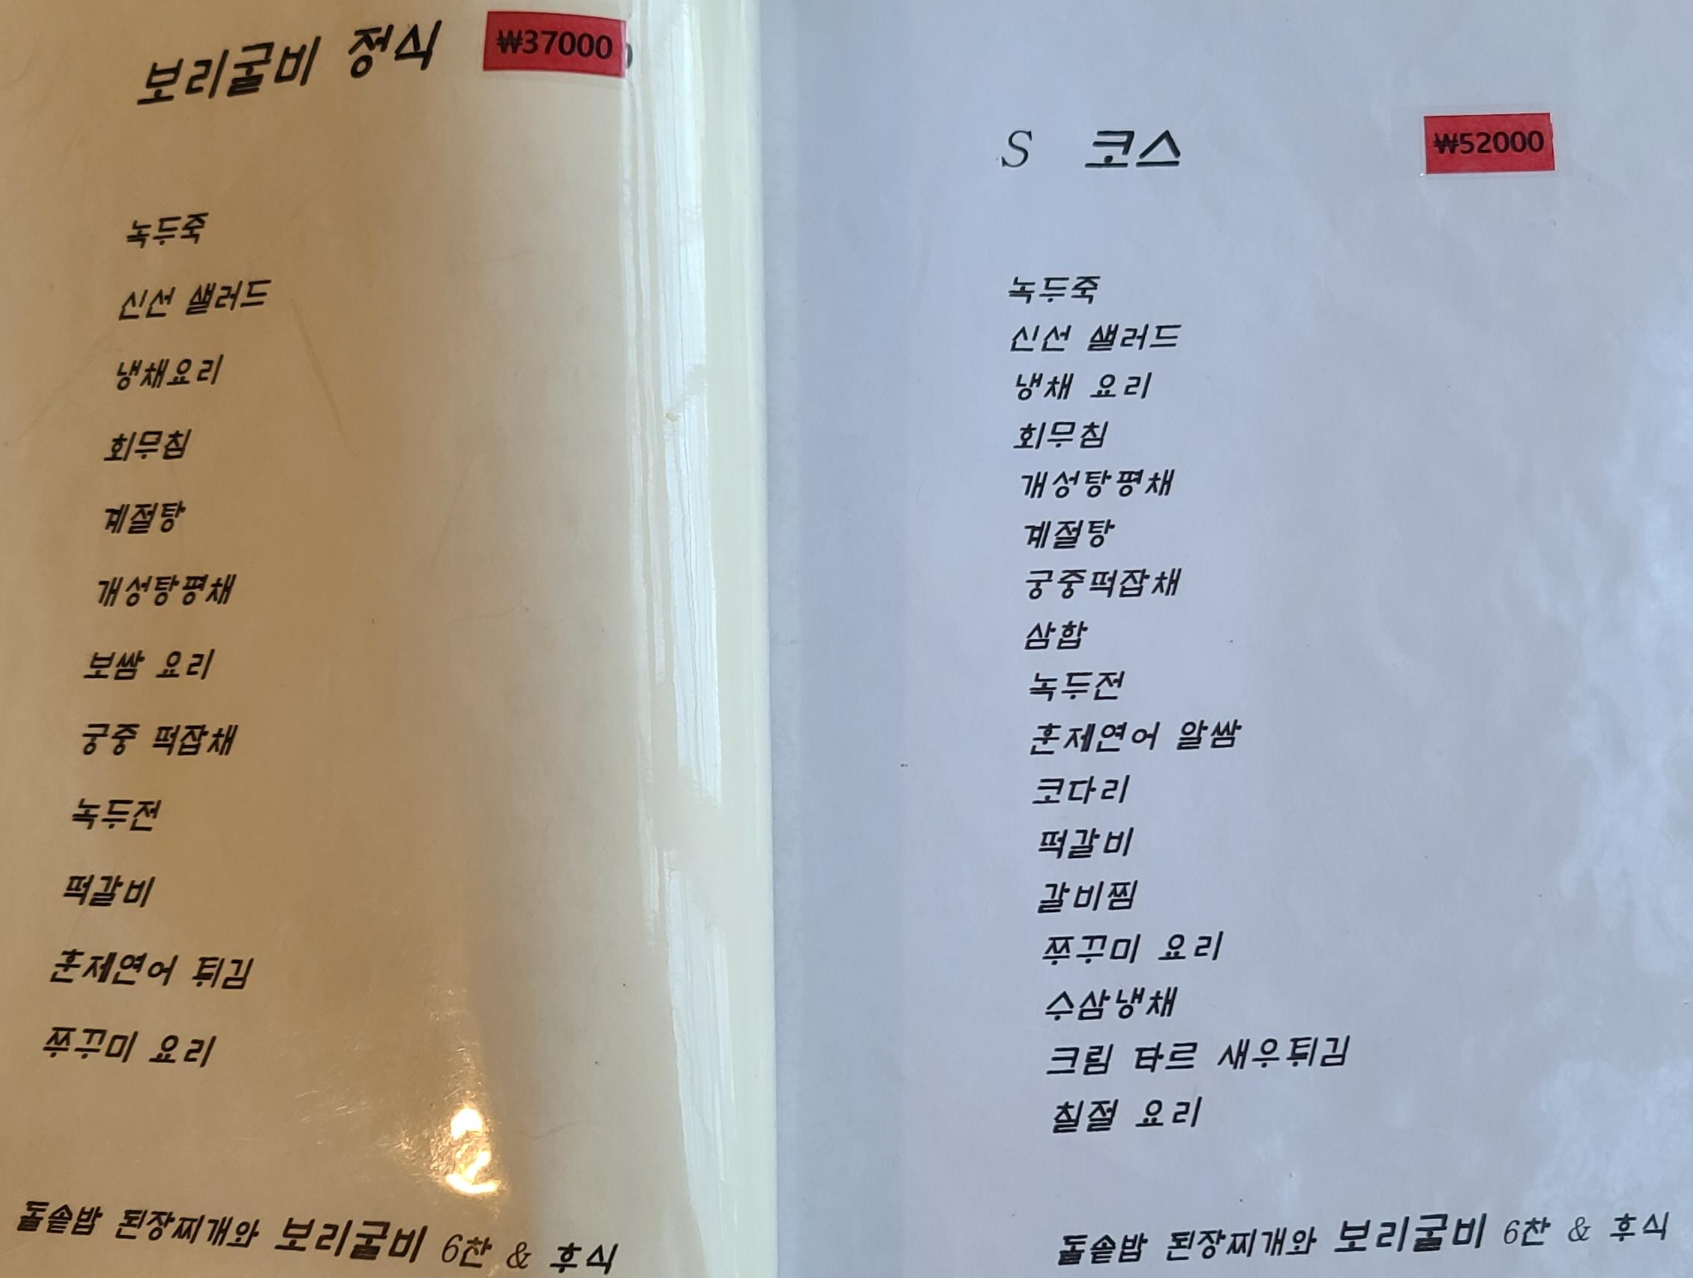 보리굴비 정식 ₩37000
녹두죽
신선 샐러드
냉채요리
회무침
계절탕
개성탕평채
보쌈 요리
궁중 떡잡채
녹두전
떡갈비
훈제연어 튀김
쭈꾸미 요리
돌솥밥 된장찌개와 보리굴비 6찬 & 후식
S 코스 ₩52000
녹두죽
신선 샐러드
냉채 요리
회무침
개성탕평채
계절탕
궁중떡잡채
삼합
녹두전
훈제연어 알쌈
코다리
떡갈비
갈비찜
쭈꾸미 요리
수삼냉채
크림 타르 새우튀김
칠절 요리
돌솥밥 된장찌개와 보리굴비 6찬 & 후식